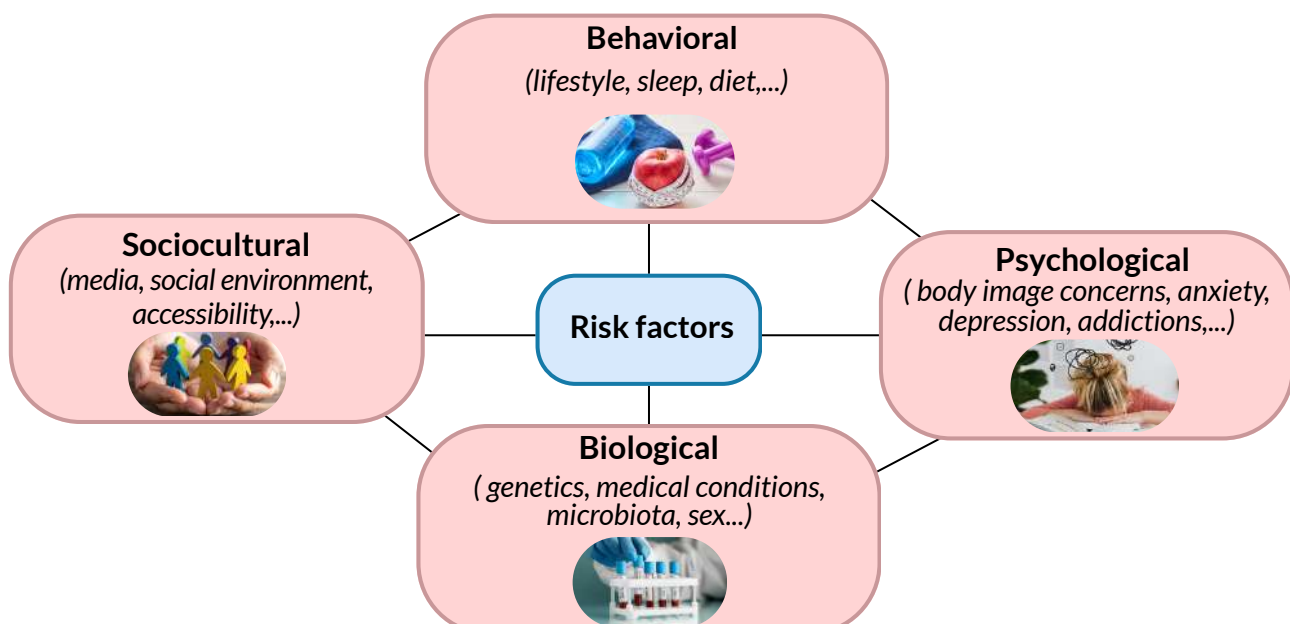 Behavioral
(lifestyle, sleep, diet,...)
Sociocultural
(media, social environment,
accessibility,...)
Risk factors
Psychological
( body image concerns, anxiety,
depression, addictions,...)
Biological
( genetics, medical conditions,
microbiota, sex...)